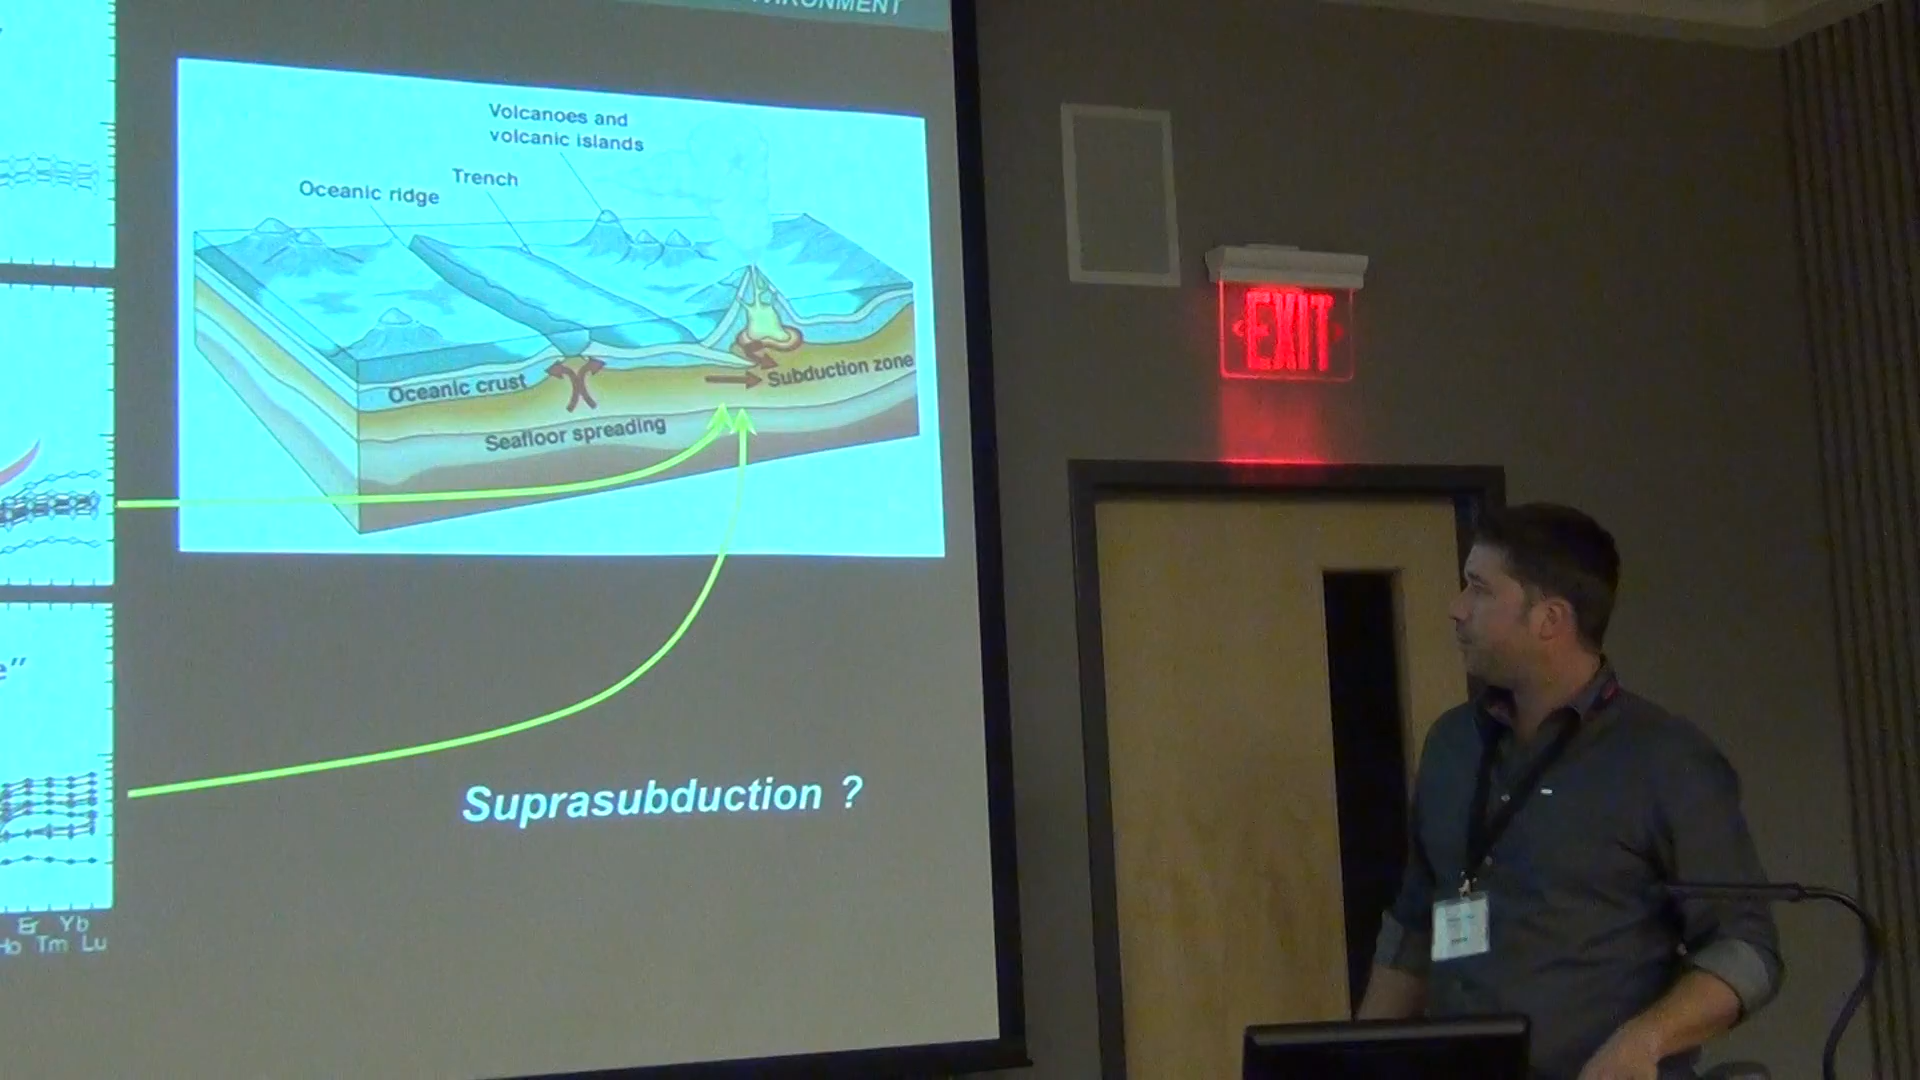 Volcanoes and
volcanic islands
Trench
Oceanic ridge
Oceanic crust
Subduction zone
Seafloor spreading
EXIT
Suprasubduction ?
Er Yb
Ho Tm Lu